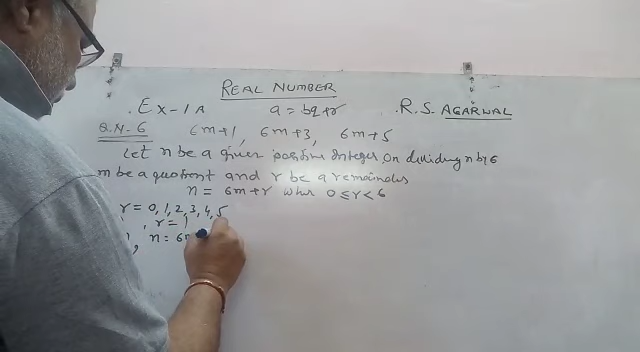 REAL NUMBER
Ex-1A a = bq+r R.S. AGARWAL
Q.N-6 6m+1, 6m+3, 6m+5
Let n be a given positive Integer on dividing n by 6
m be a quotient and r be a remainder
n = 6m+r where 0≤r<6
r = 0,1,2,3,4,5
, r=1
, n=6m